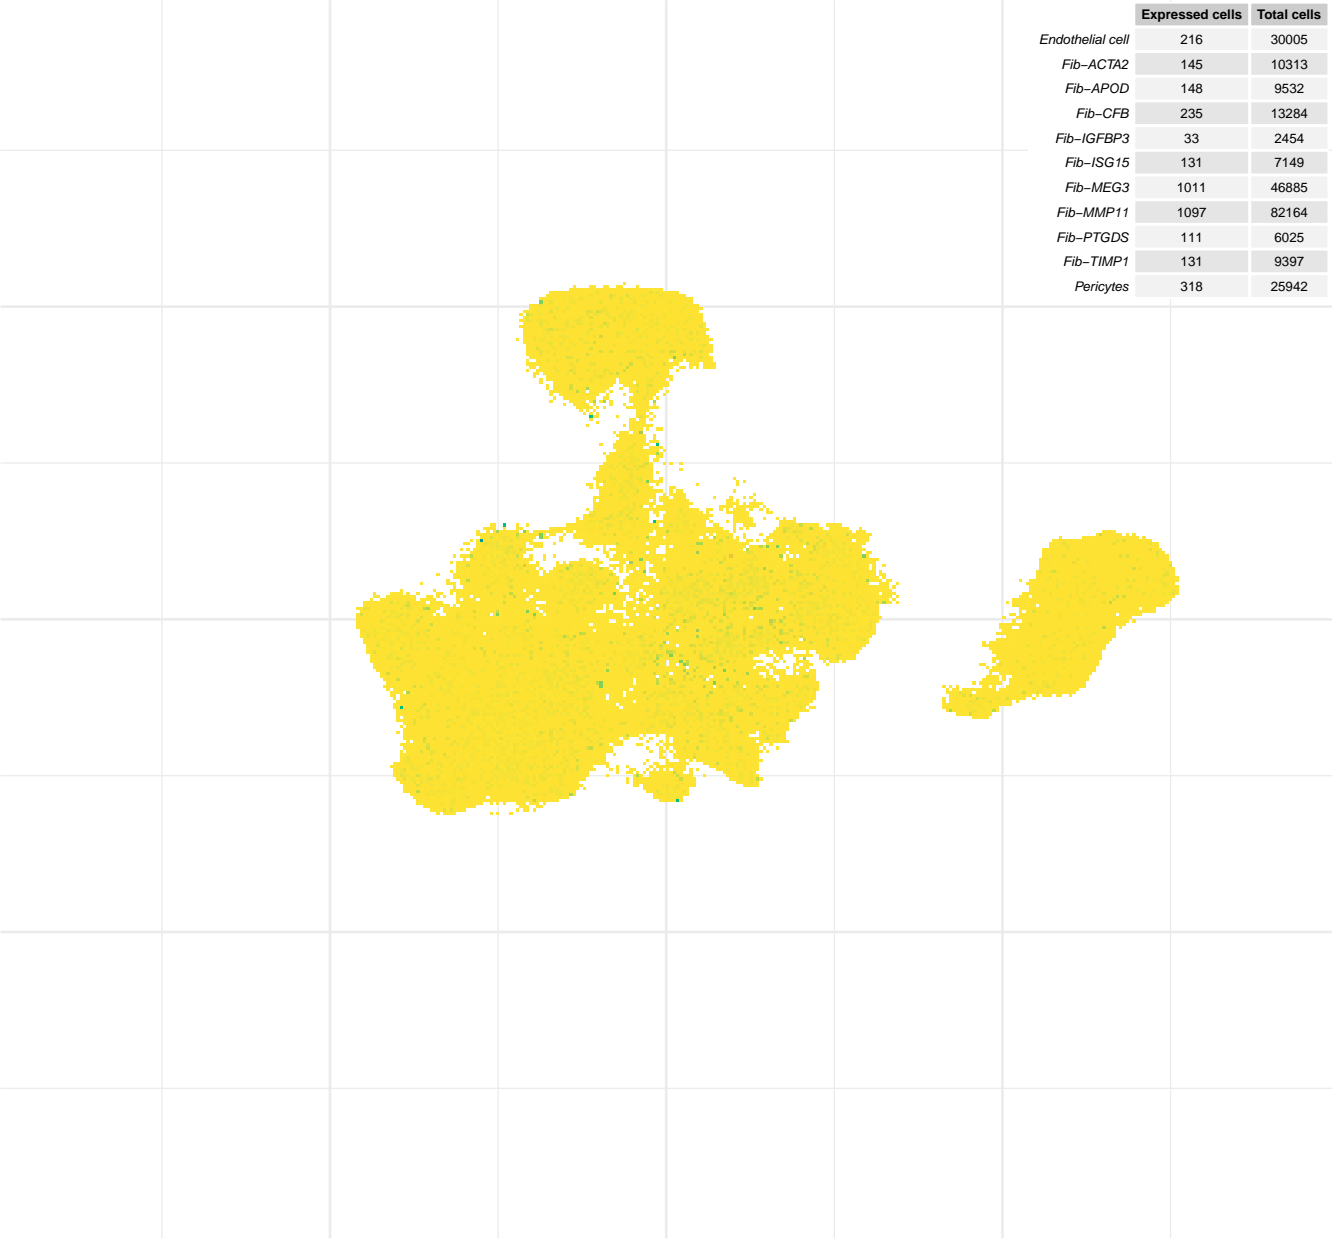 Expressed cells Total cells
Endothelial cell 216 30005
Fib−ACTA2 145 10313
Fib−APOD 148 9532
Fib−CFB 235 13284
Fib−IGFBP3 33 2454
Fib−ISG15 131 7149
Fib−MEG3 1011 46885
Fib−MMP11 1097 82164
Fib−PTGDS 111 6025
Fib−TIMP1 131 9397
Pericytes 318 25942